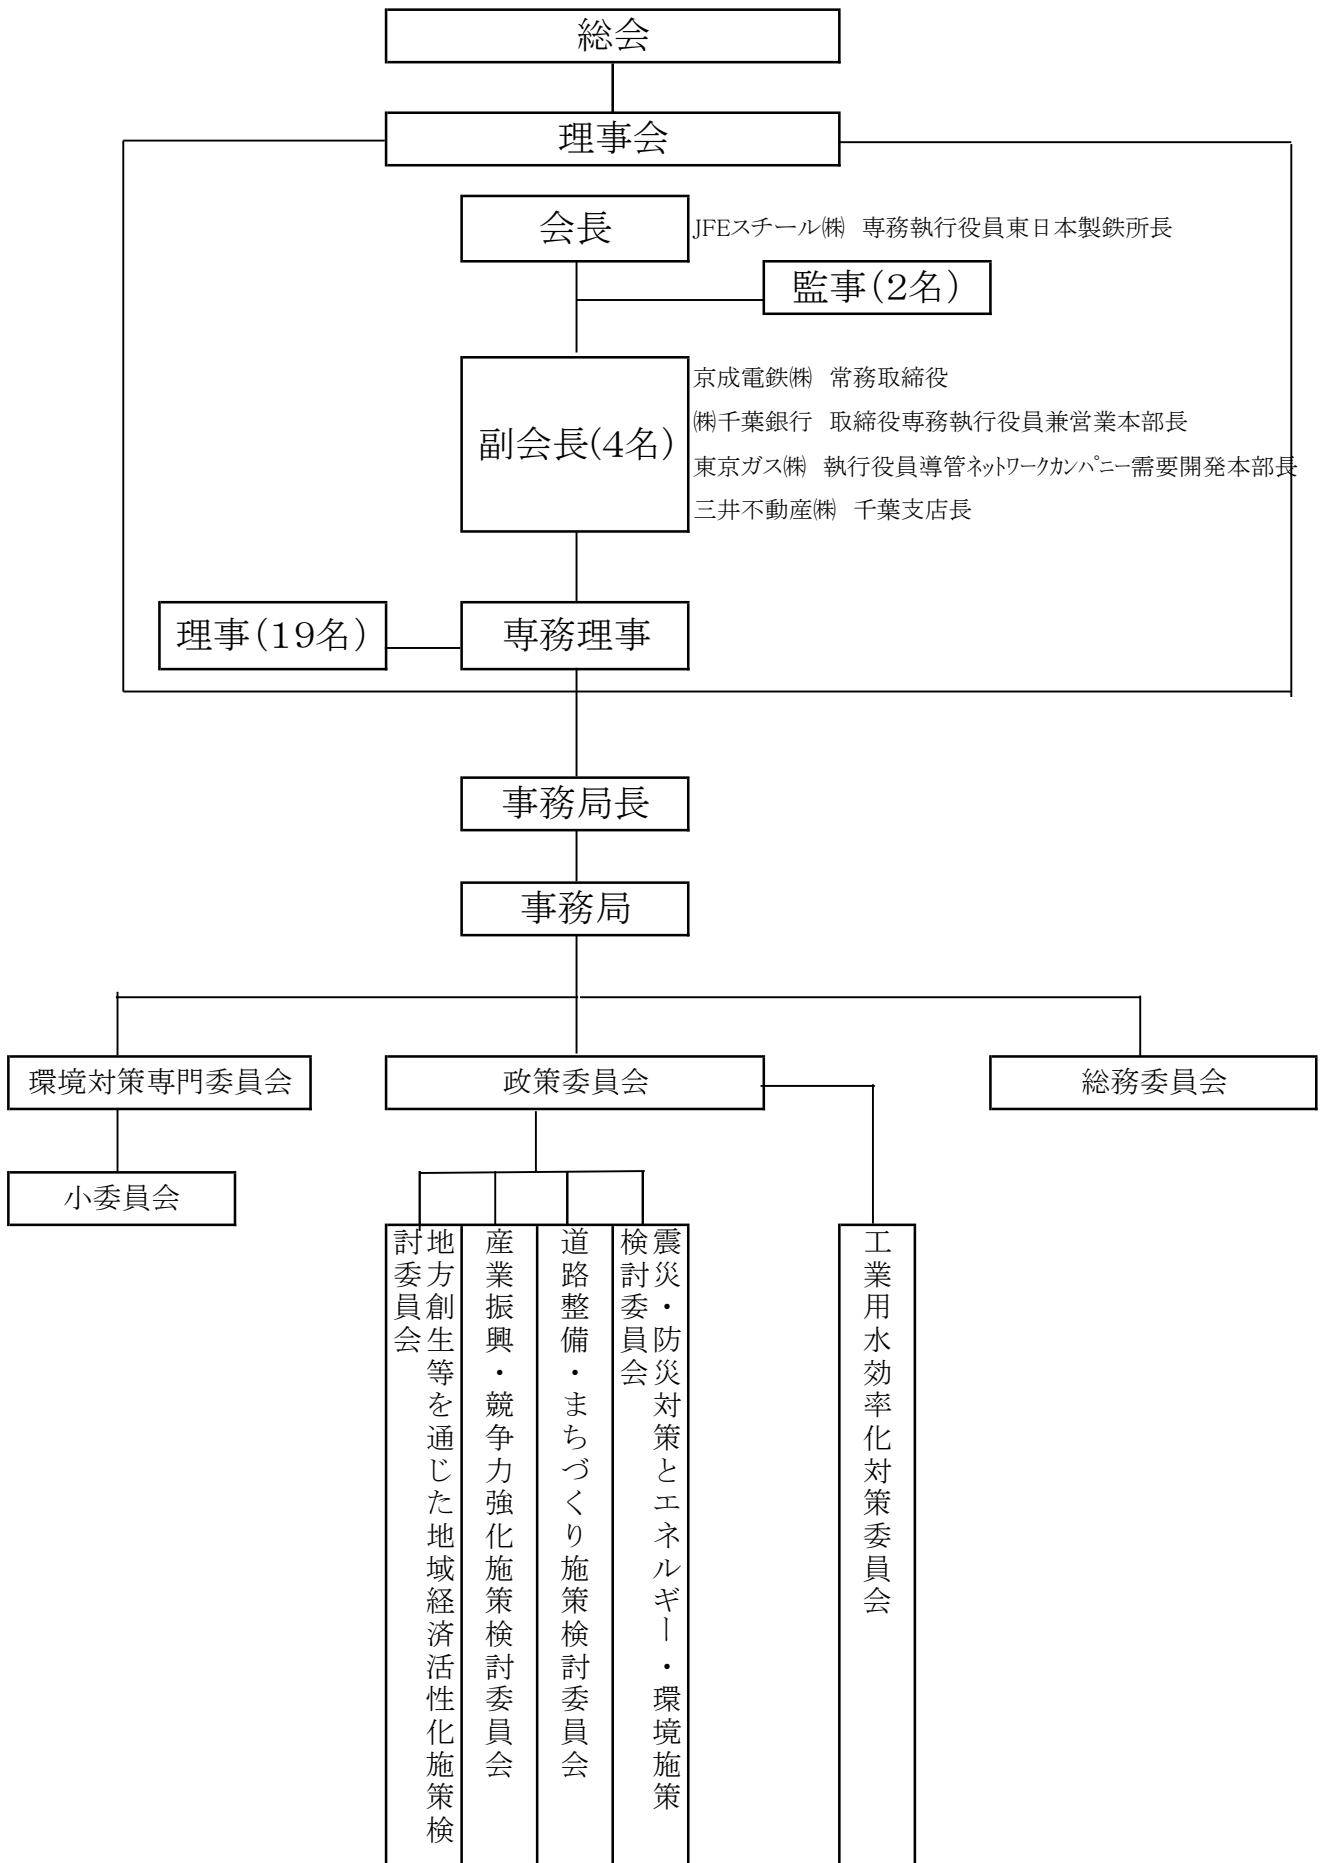 総会
理事会
会長
JFEスチール㈱ 専務執行役員東日本製鉄所長
監事(2名)
副会長(4名)
京成電鉄㈱ 常務取締役
㈱千葉銀行 取締役専務執行役員兼営業本部長
東京ガス㈱ 執行役員導管ネットワークカンパニー需要開発本部長
三井不動産㈱ 千葉支店長
理事(19名)
専務理事
事務局長
事務局
環境対策専門委員会
政策委員会
総務委員会
小委員会
地方創生等を通じた地域経済活性化施策検
討委員会
産業振興・競争力強化施策検討委員会
道路整備・まちづくり施策検討委員会
震災・防災対策とエネルギー・環境施策
検討委員会
工業用水効率化対策委員会